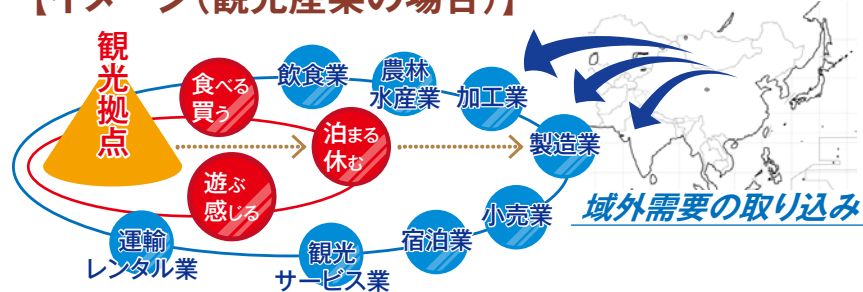 【イメージ（観光産業の場合）】
観光拠点
食べる
買う
飲食業
農林
水産業
加工業
泊まる
休む
製造業
遊ぶ
感じる
小売業
域外需要の取り込み
運輸
レンタル業
観光
サービス業
宿泊業